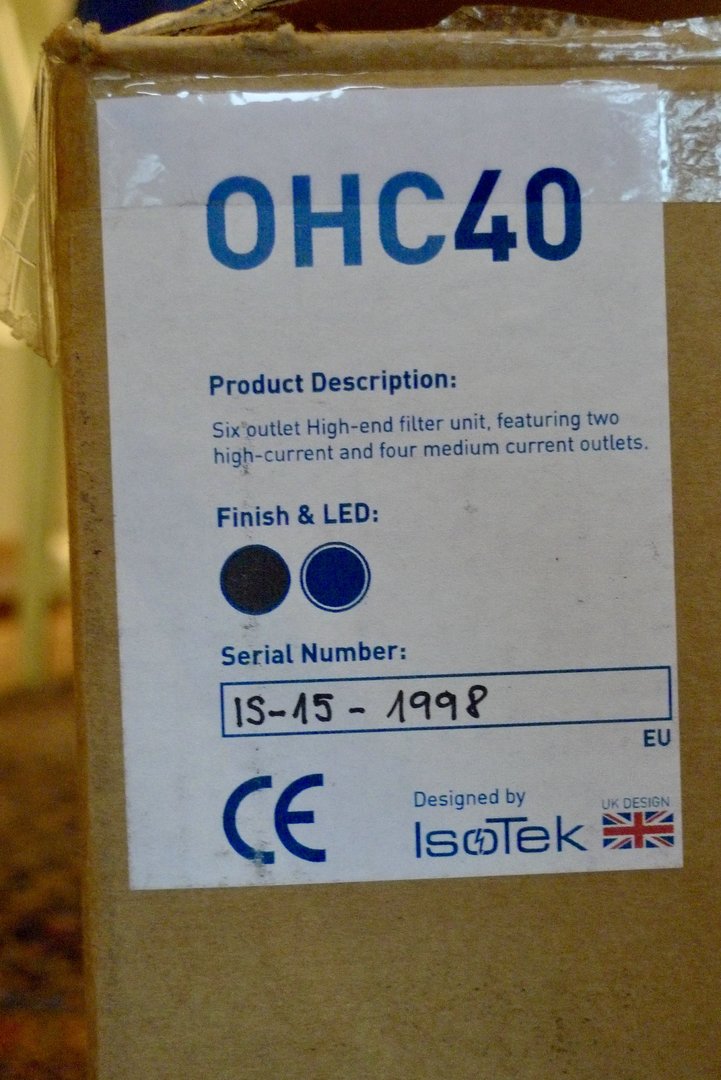 OHC40
Product Description:
Six outlet High-end filter unit, featuring two
high-current and four medium current outlets.
Finish & LED:
Serial Number:
IS-15-1998
EU
CE
Designed by
IsoTek
UK DESIGN